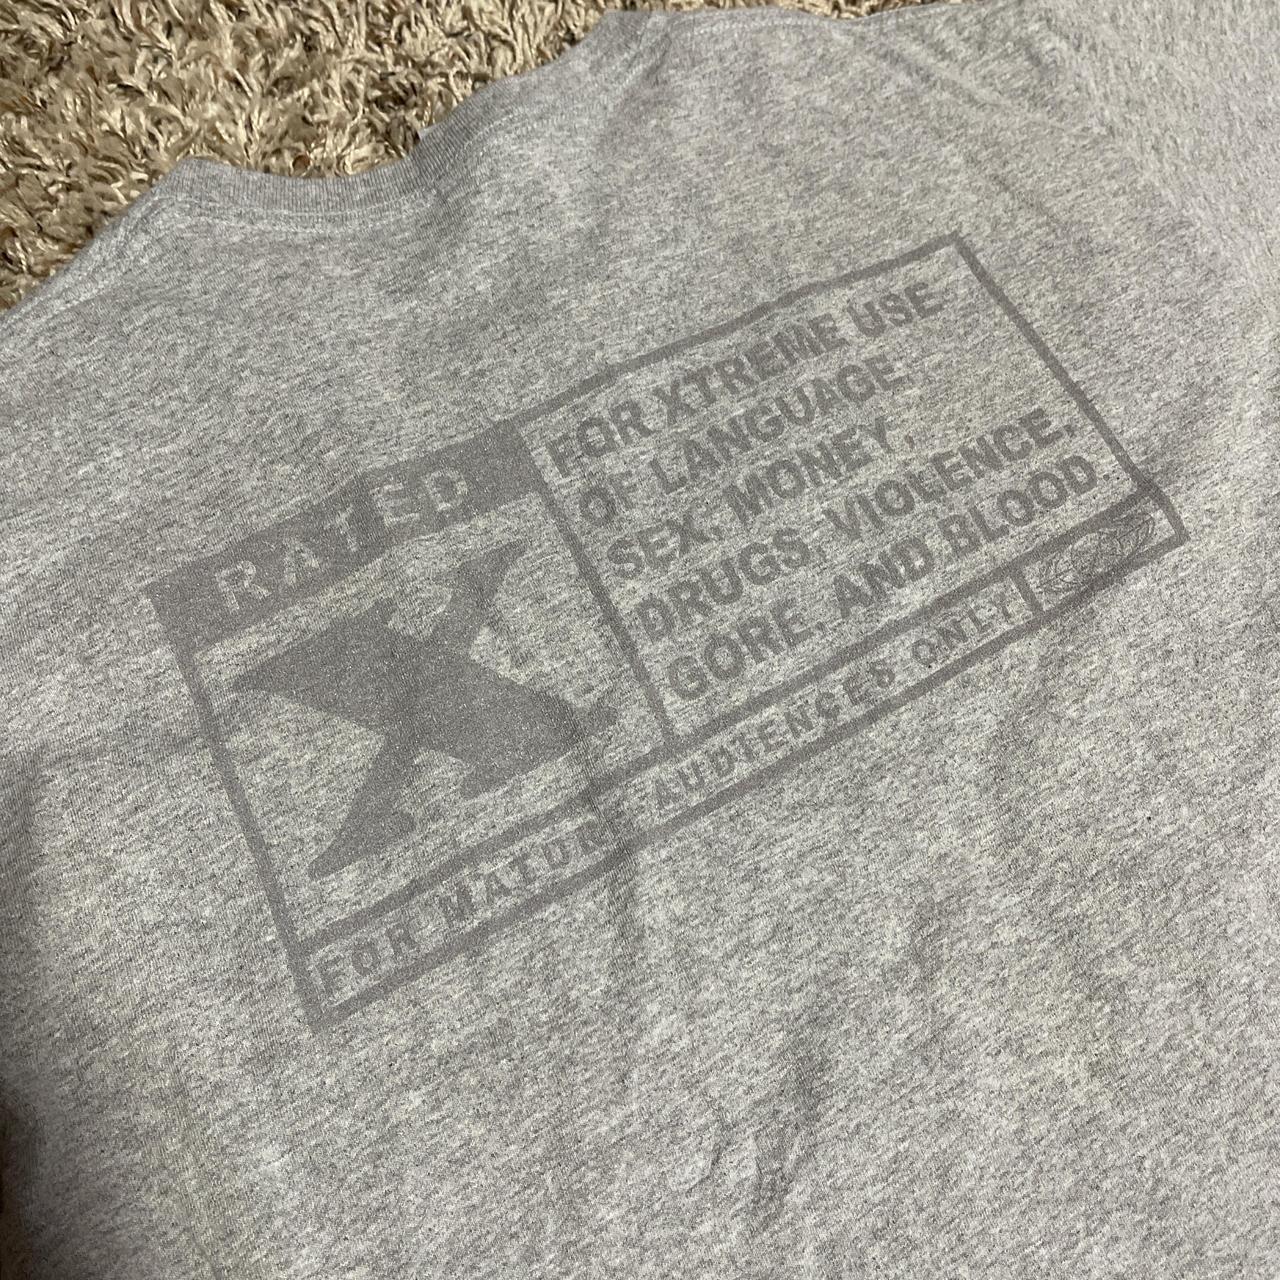 RATED
X
FOR XTREME USE
OF LANGUAGE,
SEX, MONEY,
DRUGS, VIOLENCE,
GORE, AND BLOOD.
FOR MATURE AUDIENCES ONLY